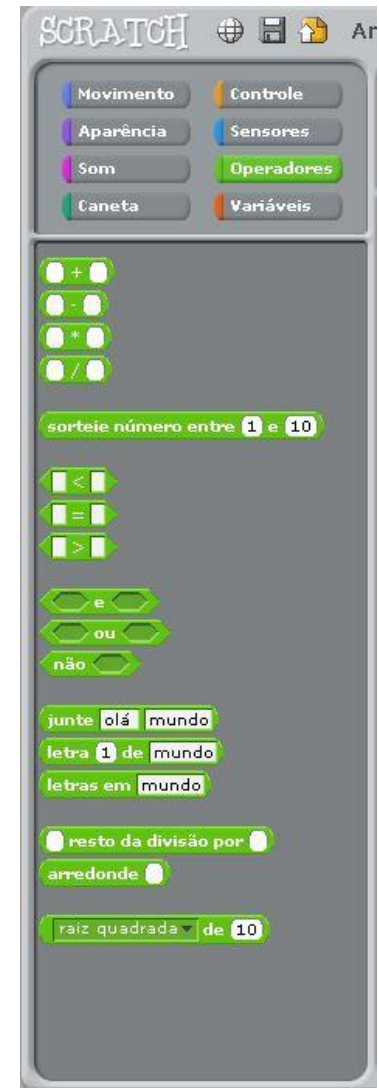 SCRATCH Ar
Movimento Controle
Aparência Sensores
Som Operadores
Caneta Variáveis
+
-
*
/
sorteie número entre 1 e 10
<
=
>
e
ou
não
junte olá mundo
letra 1 de mundo
letras em mundo
resto da divisão por
arredonde
raiz quadrada de 10